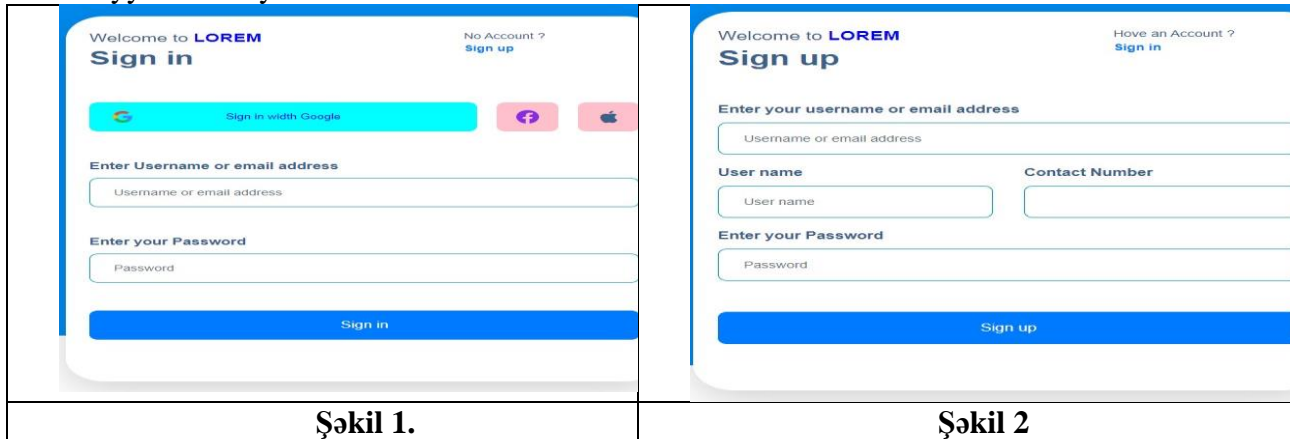 Welcome to LOREM
No Account ?
Sign in
Sign up
Sign in width Google
Enter Username or email address
Username or email address
Enter your Password
Password
Sign in
Şəkil 1.
Welcome to LOREM
Hove an Account ?
Sign up
Sign in
Enter your username or email address
Username or email address
User name
Contact Number
User name
Enter your Password
Password
Sign up
Şəkil 2